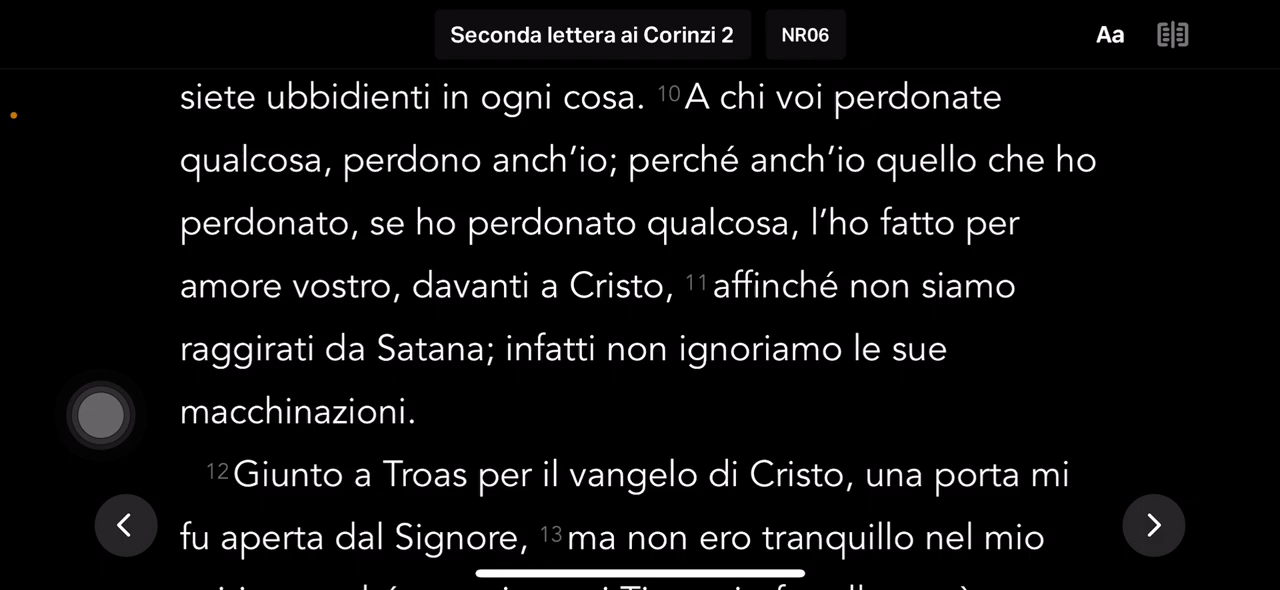 Seconda lettera ai Corinzi 2 NR06 Aa
siete ubbidienti in ogni cosa. 10 A chi voi perdonate
qualcosa, perdono anch’io; perché anch’io quello che ho
perdonato, se ho perdonato qualcosa, l’ho fatto per
amore vostro, davanti a Cristo, 11 affinché non siamo
raggirati da Satana; infatti non ignoriamo le sue
macchinazioni.
12 Giunto a Troas per il vangelo di Cristo, una porta mi
fu aperta dal Signore, 13 ma non ero tranquillo nel mio